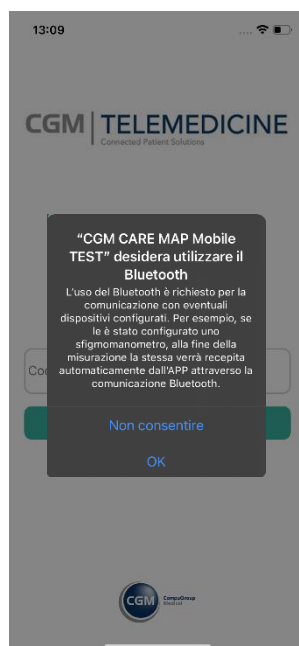 13:09
CGM TELEMEDICINE
Connected Patient Solutions
"CGM CARE MAP Mobile
TEST" desidera utilizzare il
Bluetooth
L'uso del Bluetooth è richiesto per la
comunicazione con eventuali
dispositivi configurati. Per esempio, se
le è stato configurato uno
sfigmomanometro, alla fine della
misurazione la stessa verrà recepita
automaticamente dall'APP attraverso la
comunicazione Bluetooth.
Non consentire
OK
CGM CompuGroup
Medical